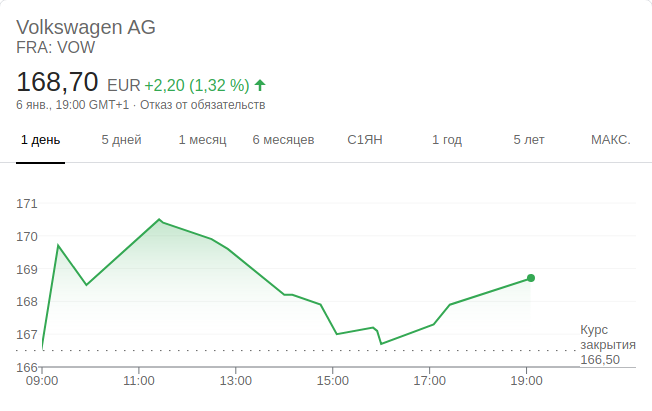 Volkswagen AG
FRA: VOW
168,70 EUR +2,20 (1,32 %) ↑
6 янв., 19:00 GMT+1 · Отказ от обязательств
1 день 5 дней 1 месяц 6 месяцев С1ЯН 1 год 5 лет МАКС.
171
170
169
168
167
166
Курс
закрытия
166,50
09:00 11:00 13:00 15:00 17:00 19:00